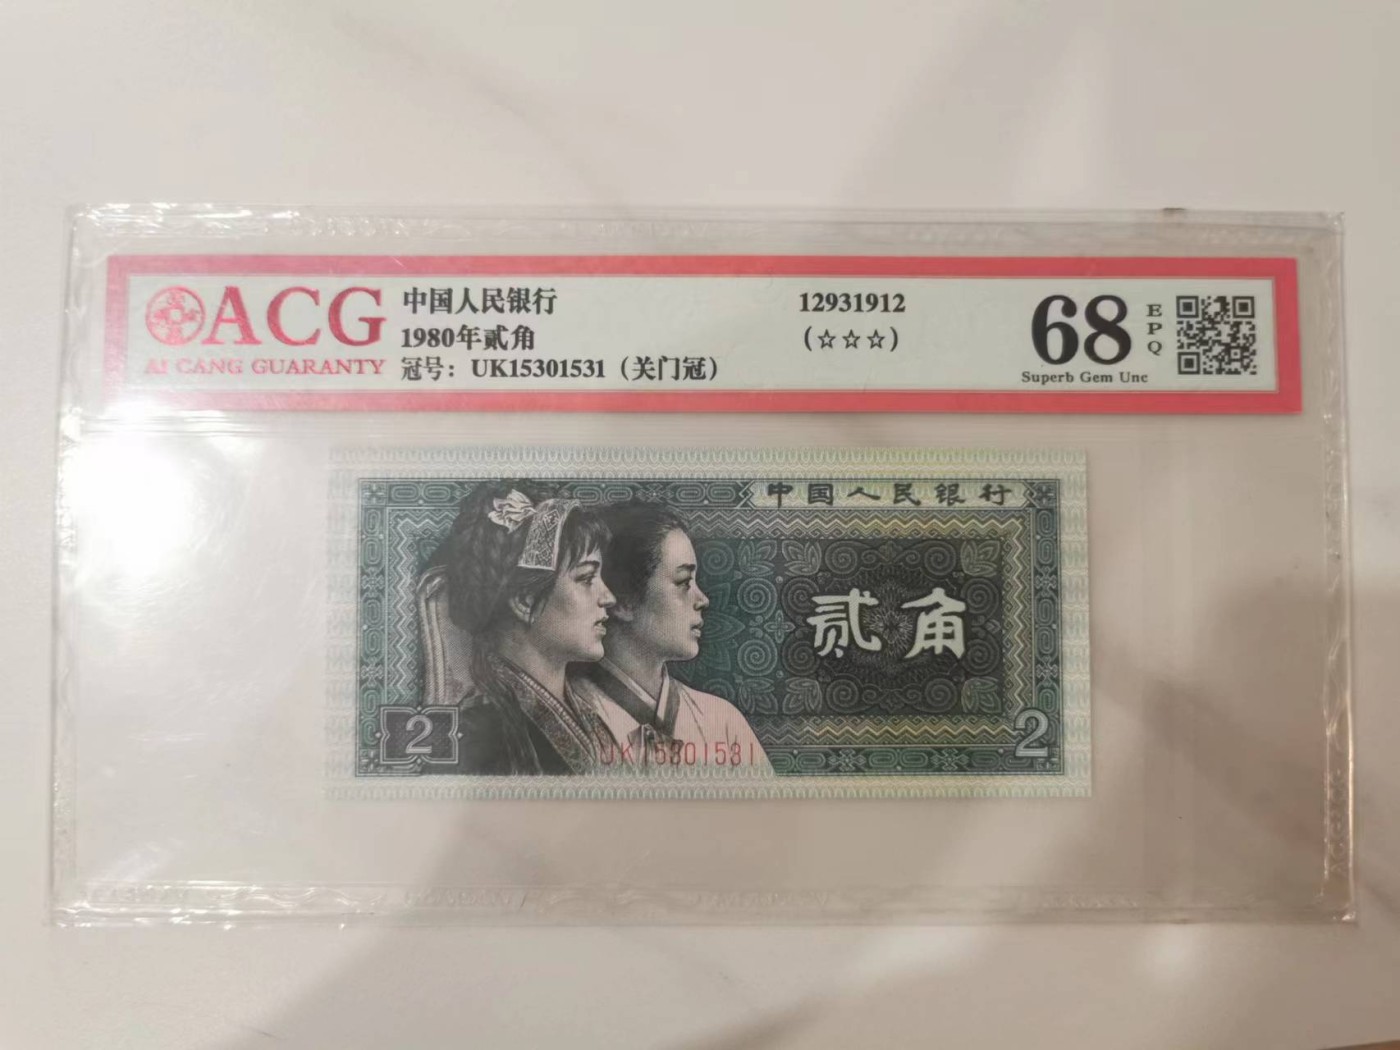 ACG
AI CANG GUARANTY
中国人民银行
1980年贰角
冠号：UK15301531（关门冠）
12931912
(☆☆☆)
68
EPQ
Superb Gem Unc
中国人民银行
贰角
2
2
UK15301531